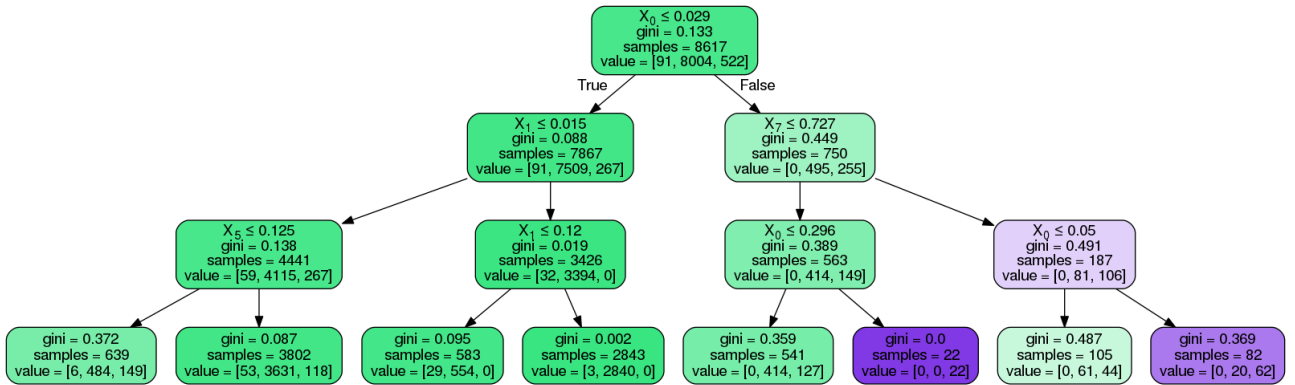 X₀ ≤ 0.029
gini = 0.133
samples = 8617
value = [91, 8004, 522]
True
False
X₁ ≤ 0.015
gini = 0.088
samples = 7867
value = [91, 7509, 267]
X₇ ≤ 0.727
gini = 0.449
samples = 750
value = [0, 495, 255]
X₅ ≤ 0.125
gini = 0.138
samples = 4441
value = [59, 4115, 267]
X₁ ≤ 0.12
gini = 0.019
samples = 3426
value = [32, 3394, 0]
X₀ ≤ 0.296
gini = 0.389
samples = 563
value = [0, 414, 149]
X₀ ≤ 0.05
gini = 0.491
samples = 187
value = [0, 81, 106]
gini = 0.372
samples = 639
value = [6, 484, 149]
gini = 0.087
samples = 3802
value = [53, 3631, 118]
gini = 0.095
samples = 583
value = [29, 554, 0]
gini = 0.002
samples = 2843
value = [3, 2840, 0]
gini = 0.359
samples = 541
value = [0, 414, 127]
gini = 0.0
samples = 22
value = [0, 0, 22]
gini = 0.487
samples = 105
value = [0, 61, 44]
gini = 0.369
samples = 82
value = [0, 20, 62]